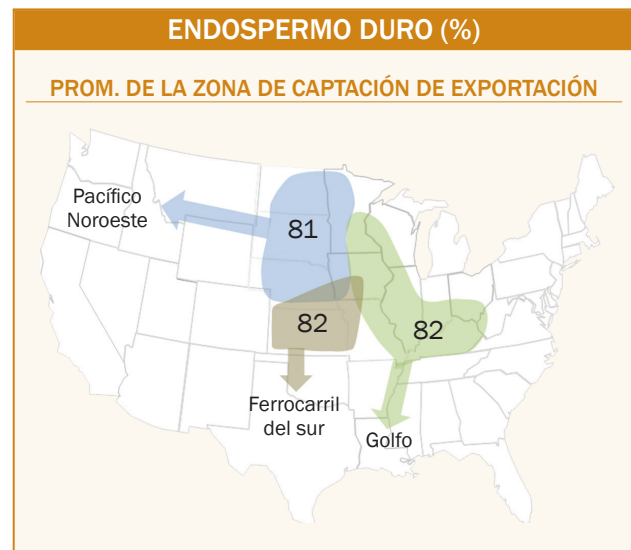 ENDOSPERMO DURO (%)
PROM. DE LA ZONA DE CAPTACIÓN DE EXPORTACIÓN
Pacífico
Noroeste
81
82
82
Ferrocarril
del sur
Golfo